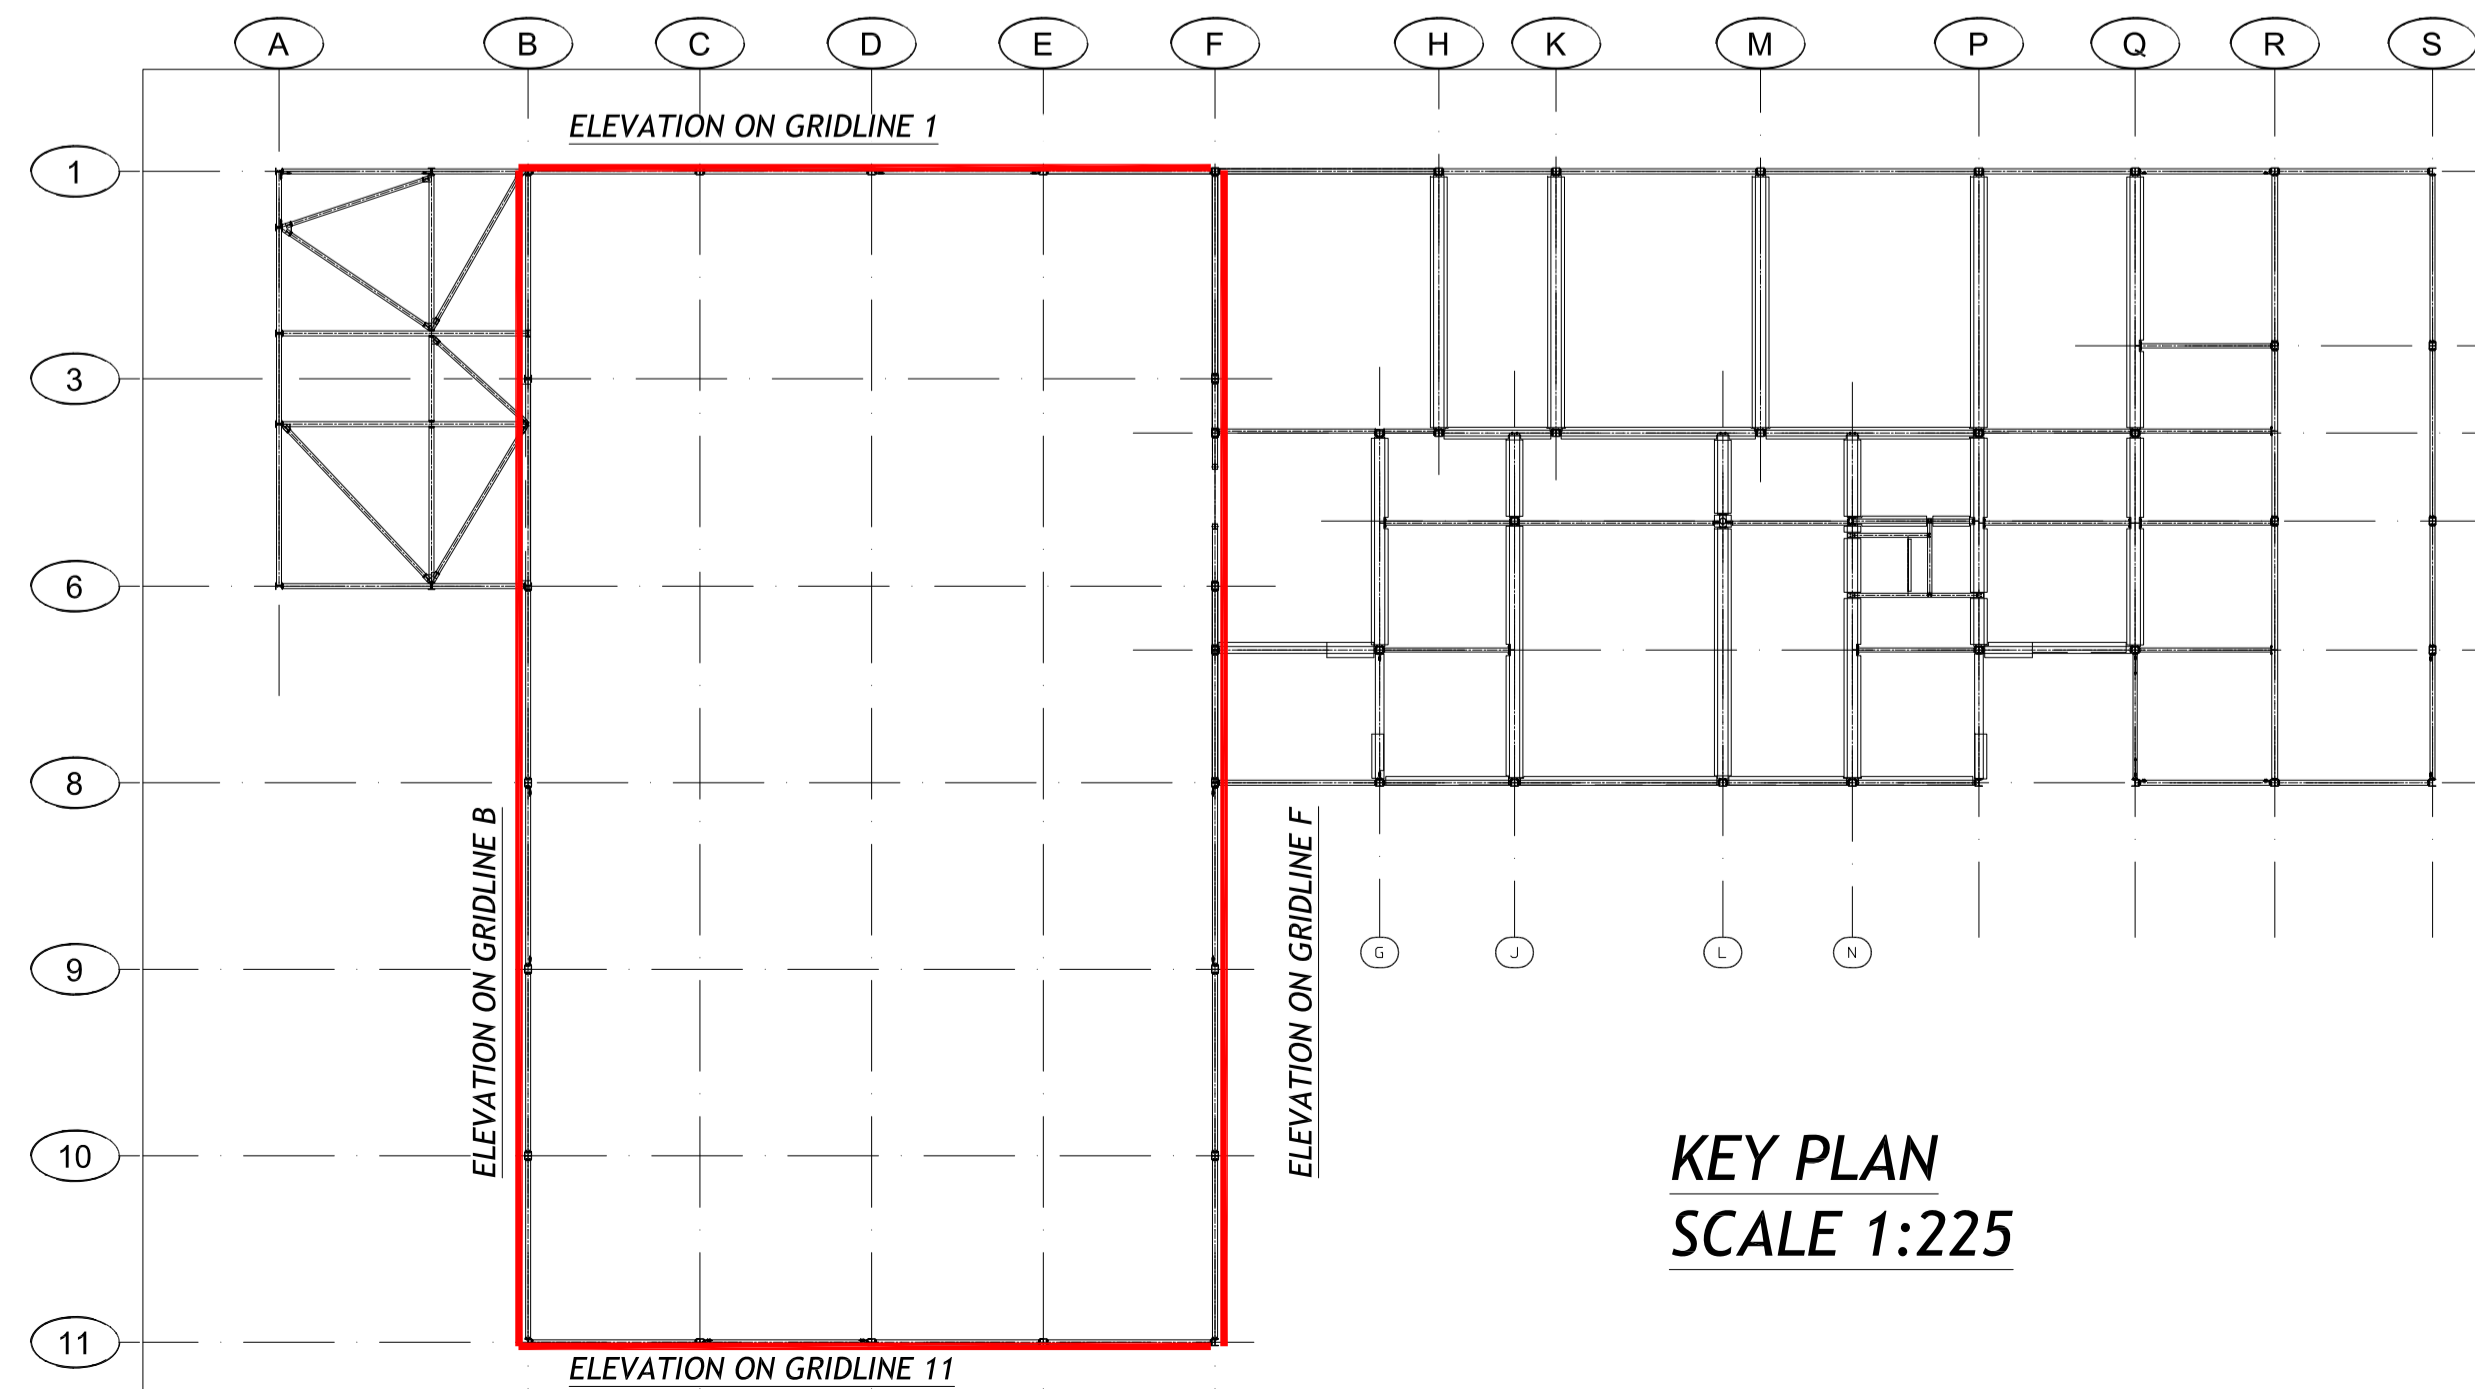 A B C D E F H K M P Q R S
ELEVATION ON GRIDLINE 1
1
3
6
8
ELEVATION ON GRIDLINE B
ELEVATION ON GRIDLINE F
G J L N
9
10
KEY PLAN
SCALE 1:225
11
ELEVATION ON GRIDLINE 11